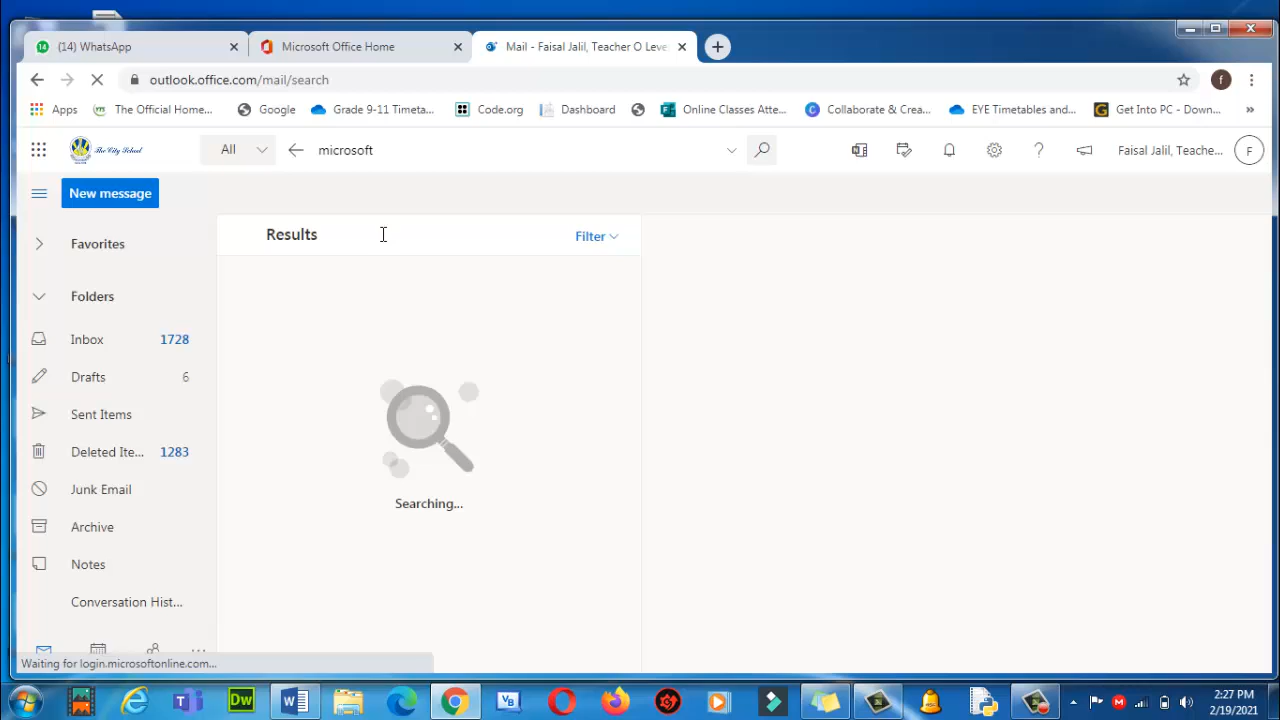 (14) WhatsApp
Microsoft Office Home
Mail - Faisal Jalil, Teacher O Leve
outlook.office.com/mail/search
f
Apps
The Official Home...
Google
Grade 9-11 Timeta...
Code.org
Dashboard
Online Classes Atte...
Collaborate & Crea...
EYE Timetables and...
Get Into PC - Down...
»
The City School
All
microsoft
Faisal Jalil, Teache...
F
New message
Results
Filter
Favorites
Folders
Inbox 1728
Drafts 6
Sent Items
Deleted Ite... 1283
Junk Email
Archive
Notes
Conversation Hist...
Searching...
Waiting for login.microsoftonline.com...
2:27 PM
2/19/2021